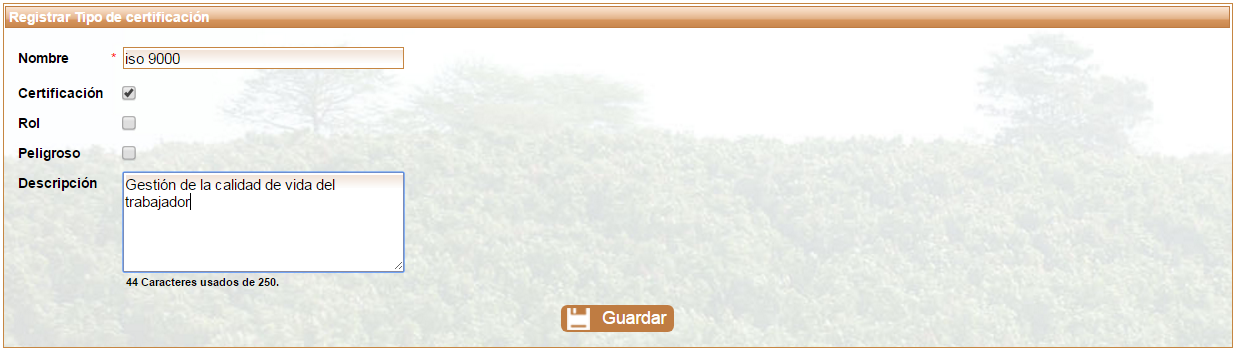 Registrar Tipo de certificación
Nombre * iso 9000
Certificación
Rol
Peligroso
Descripción Gestión de la calidad de vida del
trabajador
44 Caracteres usados de 250.
Guardar